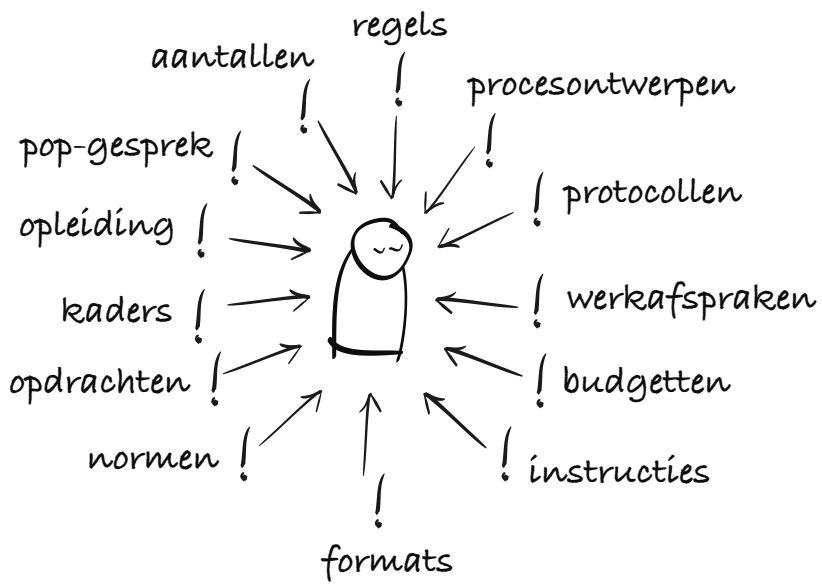 regels
!
aantallen
!
procesontwerpen
!
pop-gesprek !
! protocollen
opleiding !
! werkafspraken
kaders !
opdrachten !
! budgetten
normen !
! instructies
!
formats